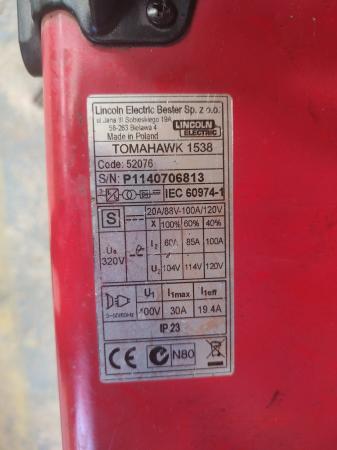 Lincoln Electric Bester Sp. z o.o.
ul.Jana III Sobieskiego 19A
58-263 Bielawa 4
Made in Poland
LINCOLN
ELECTRIC
TOMAHAWK 1538
Code: 52076
S/N: P1140706813
IEC 60974-1
S
20A/88V-100A/120V
X 100% 60% 40%
U₀
320V
I₂ 60A 85A 100A
U₂ 104V 114V 120V
U₁ I₁max I₁eff
400V 30A 19.4A
IP 23
CE N80